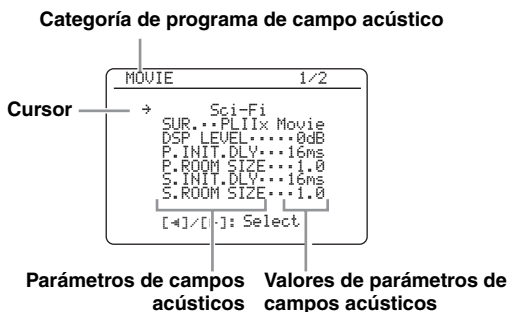 Categoría de programa de campo acústico
MOVIE 1/2
Cursor → Sci-Fi
SUR.··PLIIx Movie
DSP LEVEL·····0dB
P.INIT.DLY···16ms
P.ROOM SIZE···1.0
S.INIT.DLY···16ms
S.ROOM SIZE···1.0
[◄]/[►]: Select
Parámetros de campos acústicos
Valores de parámetros de campos acústicos